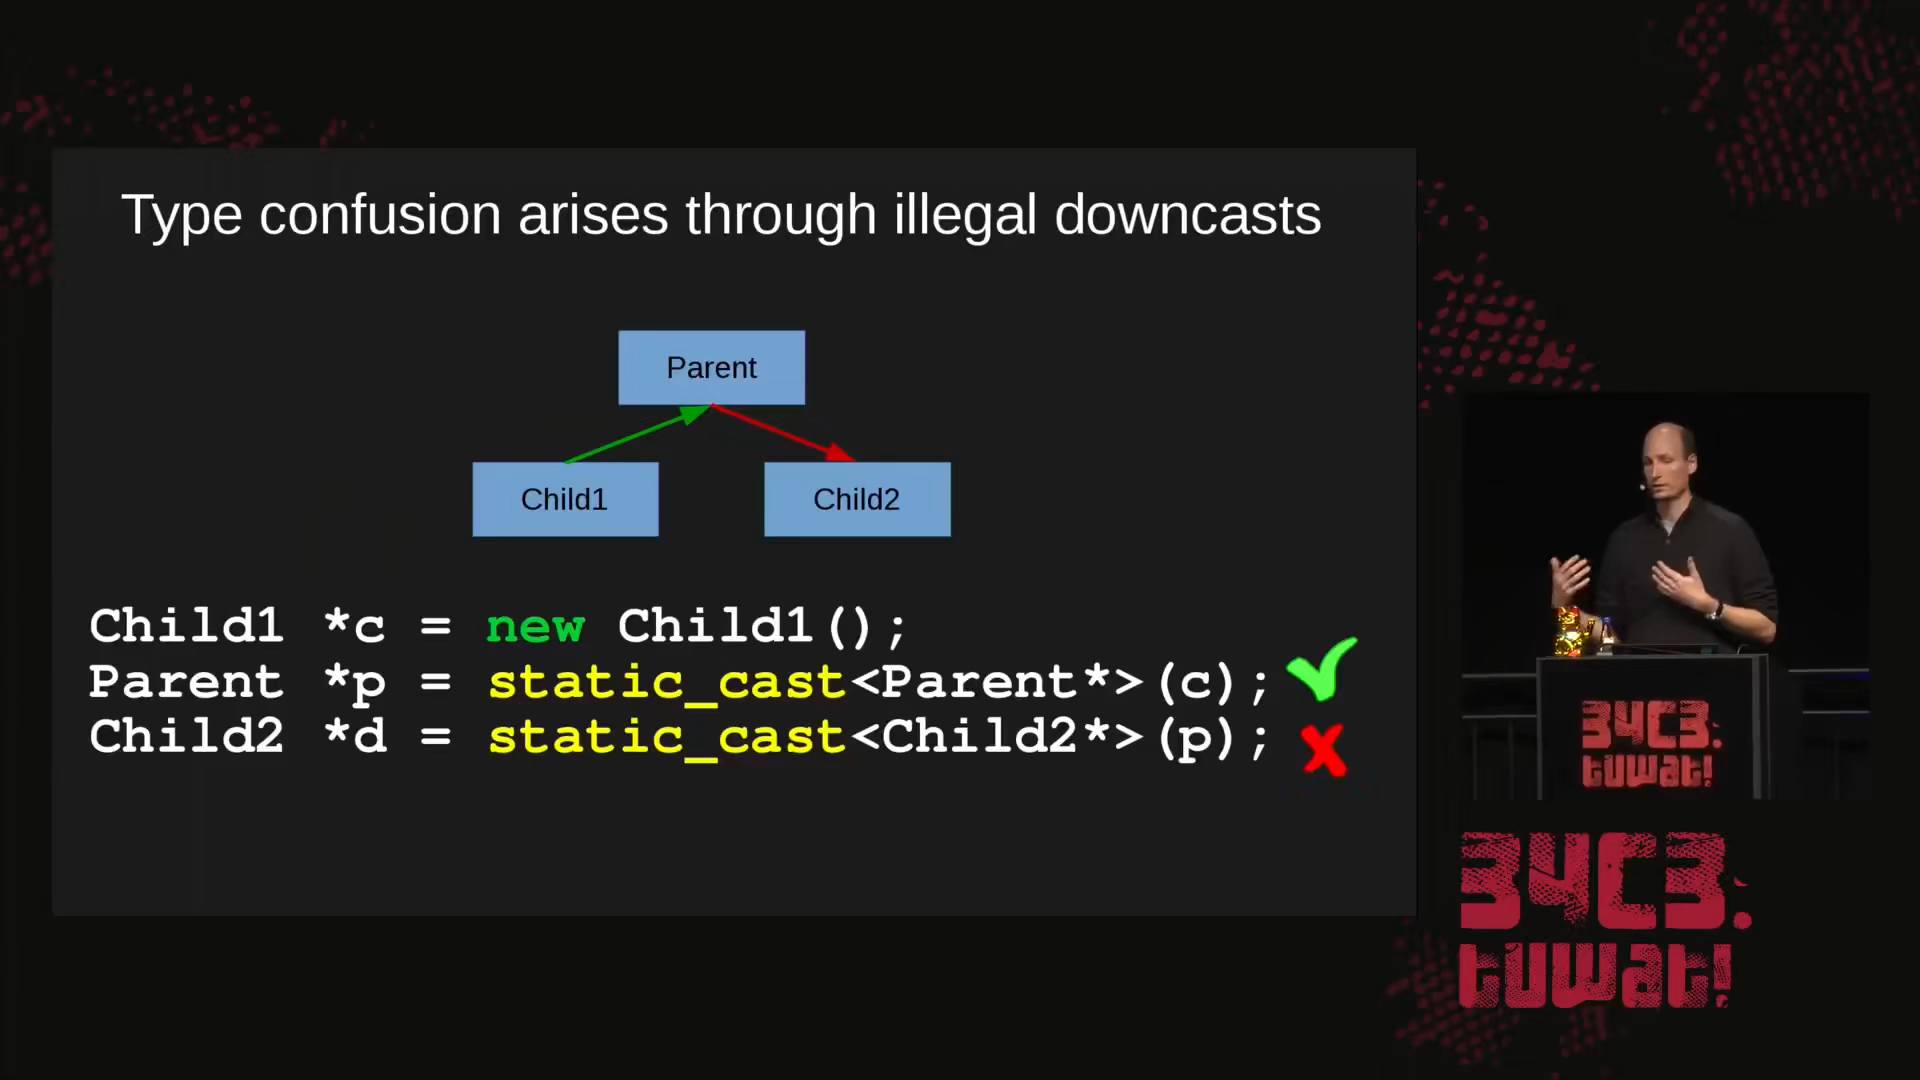 Type confusion arises through illegal downcasts
Parent
Child1
Child2
Child1 *c = new Child1();
Parent *p = static_cast<Parent*>(c);
Child2 *d = static_cast<Child2*>(p);
34C3.
tuwat!
34C3.
tuwat!